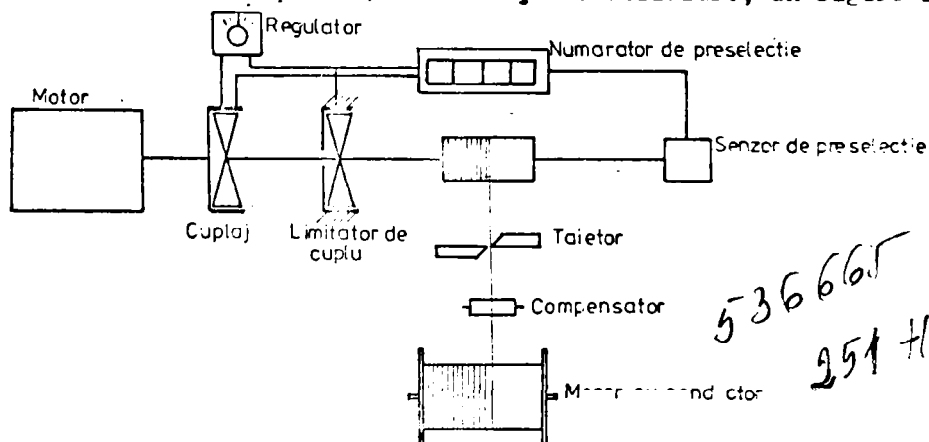 Regulator
Numarator de preselectie
Motor
Senzor de preselectie
Cuplaj
Limitator de
cuplu
Taietor
Compensator
536665
251 H